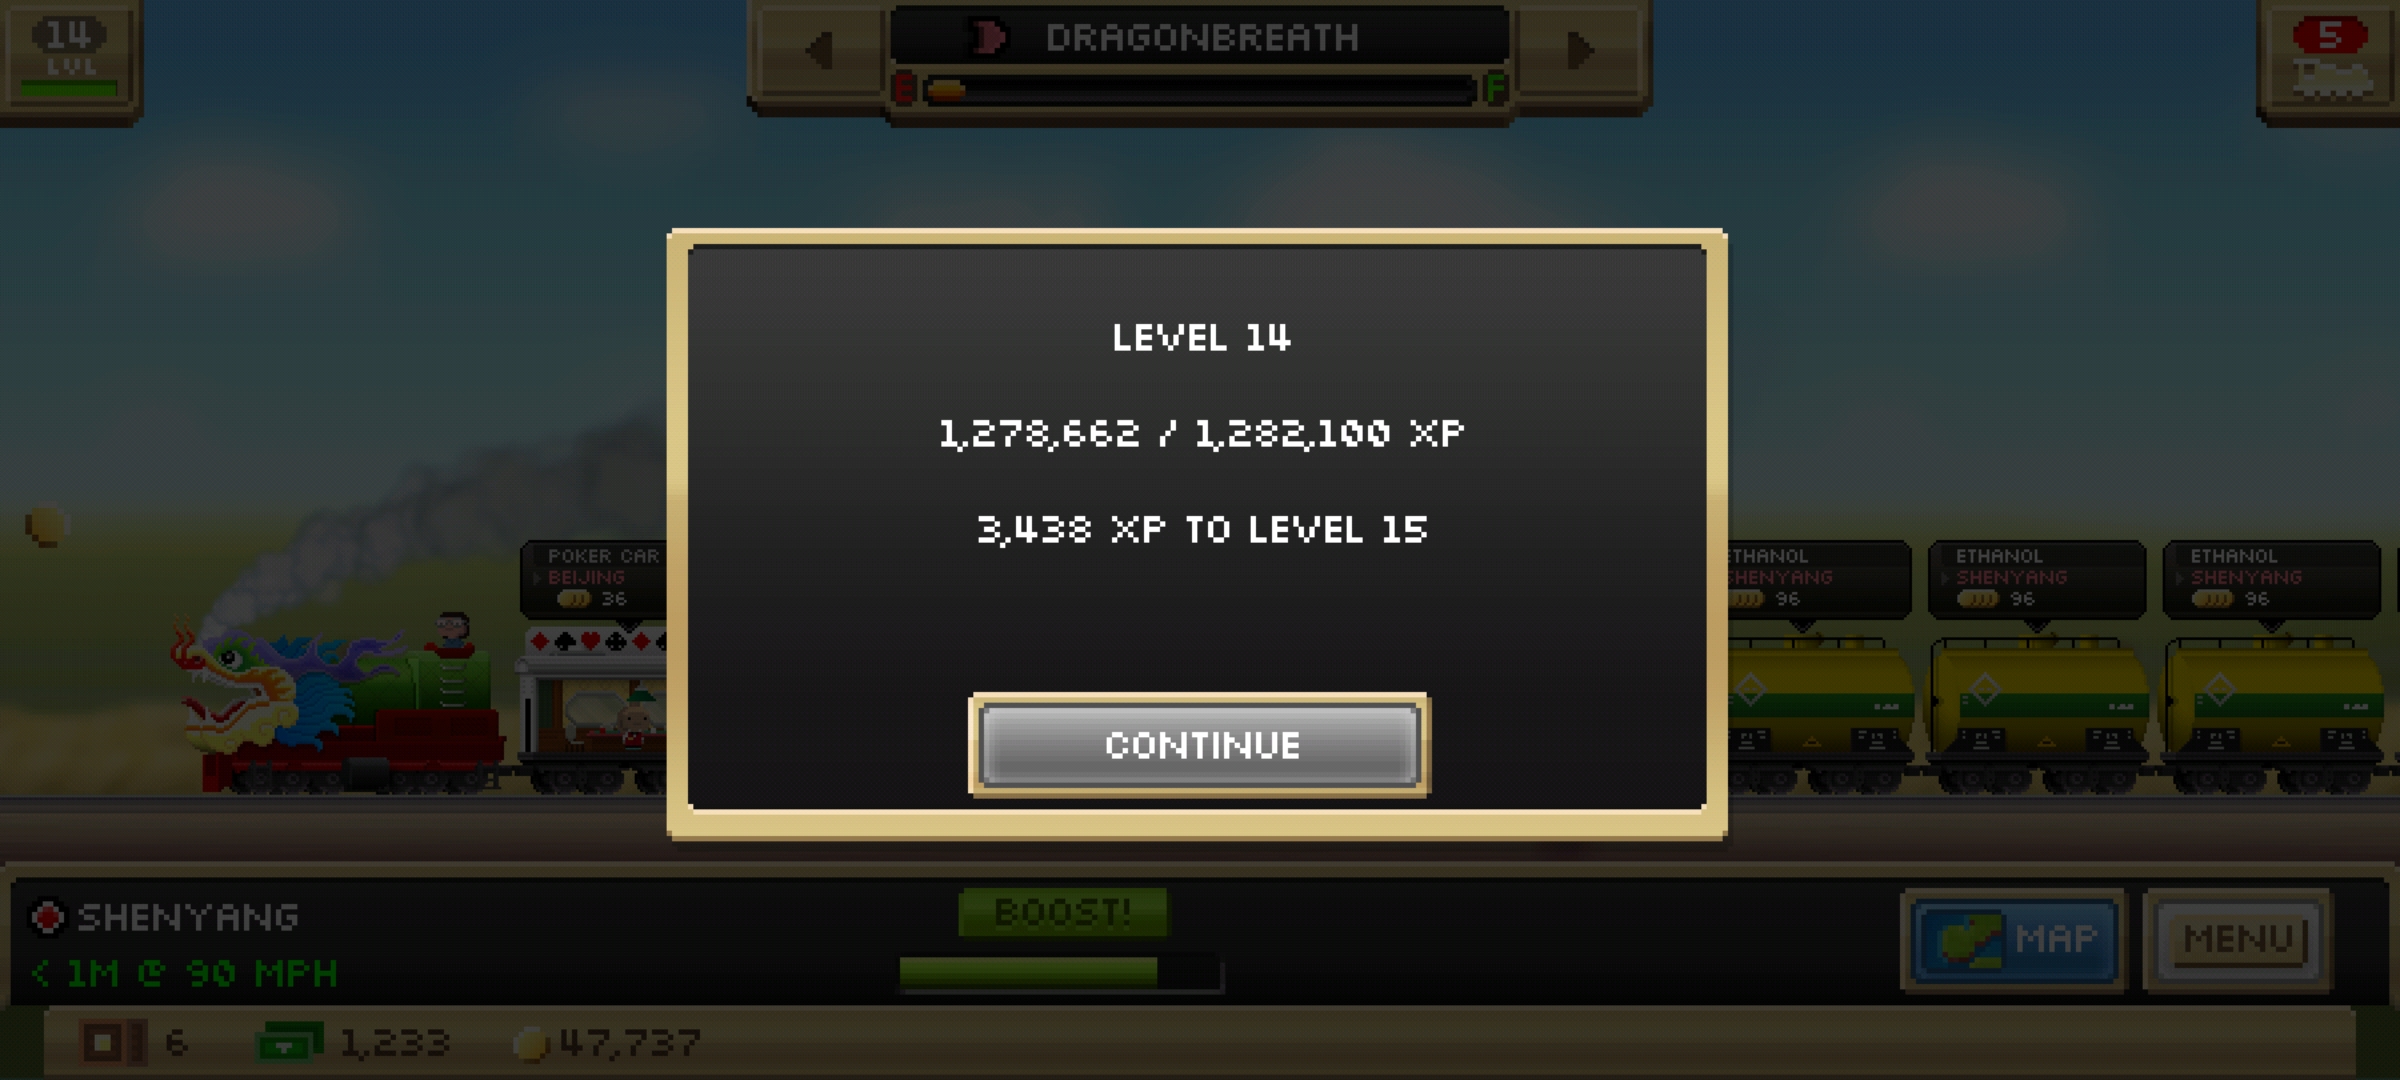 14
LVL
DRAGONBREATH
E
F
5
LEVEL 14
1,278,662 / 1,282,100 XP
3,438 XP TO LEVEL 15
CONTINUE
POKER CAR
BEIJING
36
ETHANOL
SHENYANG
96
ETHANOL
SHENYANG
96
ETHANOL
SHENYANG
96
SHENYANG
< 1M @ 90 MPH
BOOST!
MAP
MENU
6
1,233
47,737